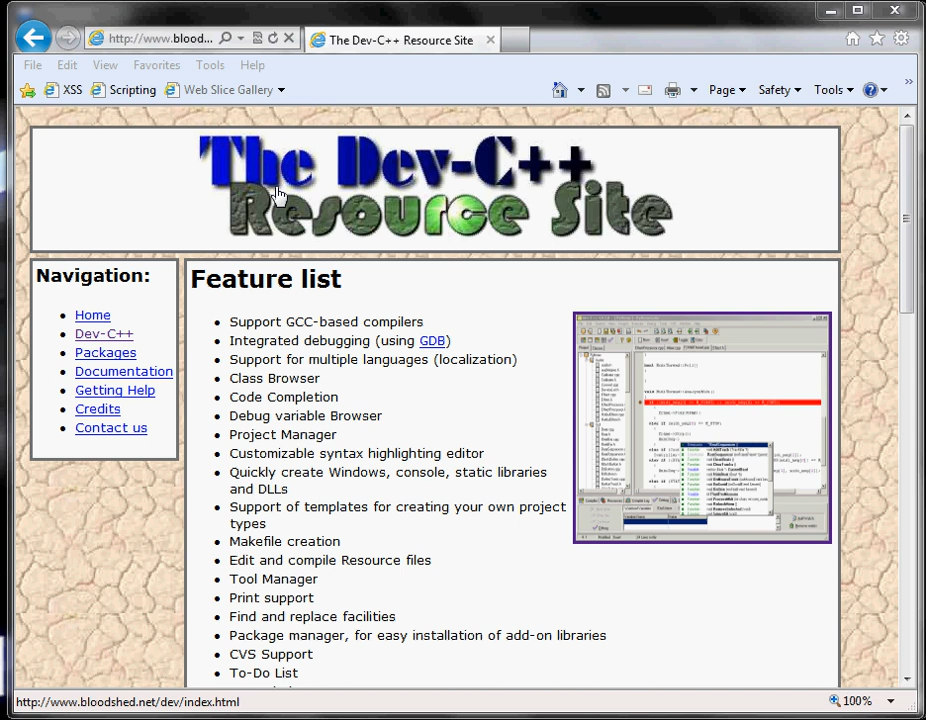 http://www.blood...
The Dev-C++ Resource Site
File Edit View Favorites Tools Help
XSS Scripting Web Slice Gallery
Page Safety Tools
The Dev-C++
Resource Site
Navigation:
Home
Dev-C++
Packages
Documentation
Getting Help
Credits
Contact us
Feature list
Support GCC-based compilers
Integrated debugging (using GDB)
Support for multiple languages (localization)
Class Browser
Code Completion
Debug variable Browser
Project Manager
Customizable syntax highlighting editor
Quickly create Windows, console, static libraries
and DLLs
Support of templates for creating your own project
types
Makefile creation
Edit and compile Resource files
Tool Manager
Print support
Find and replace facilities
Package manager, for easy installation of add-on libraries
CVS Support
To-Do List
http://www.bloodshed.net/dev/index.html
100%